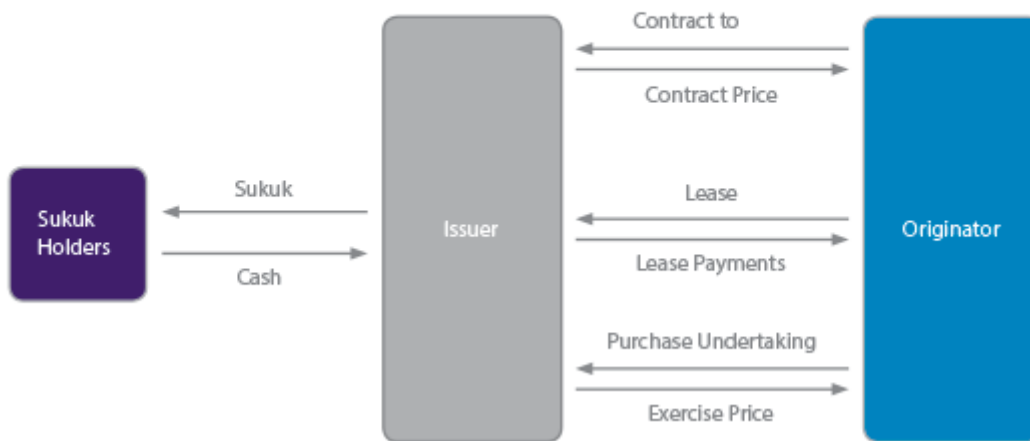 Contract to
Contract Price
Sukuk
Holders
Sukuk
Cash
Issuer
Lease
Lease Payments
Originator
Purchase Undertaking
Exercise Price